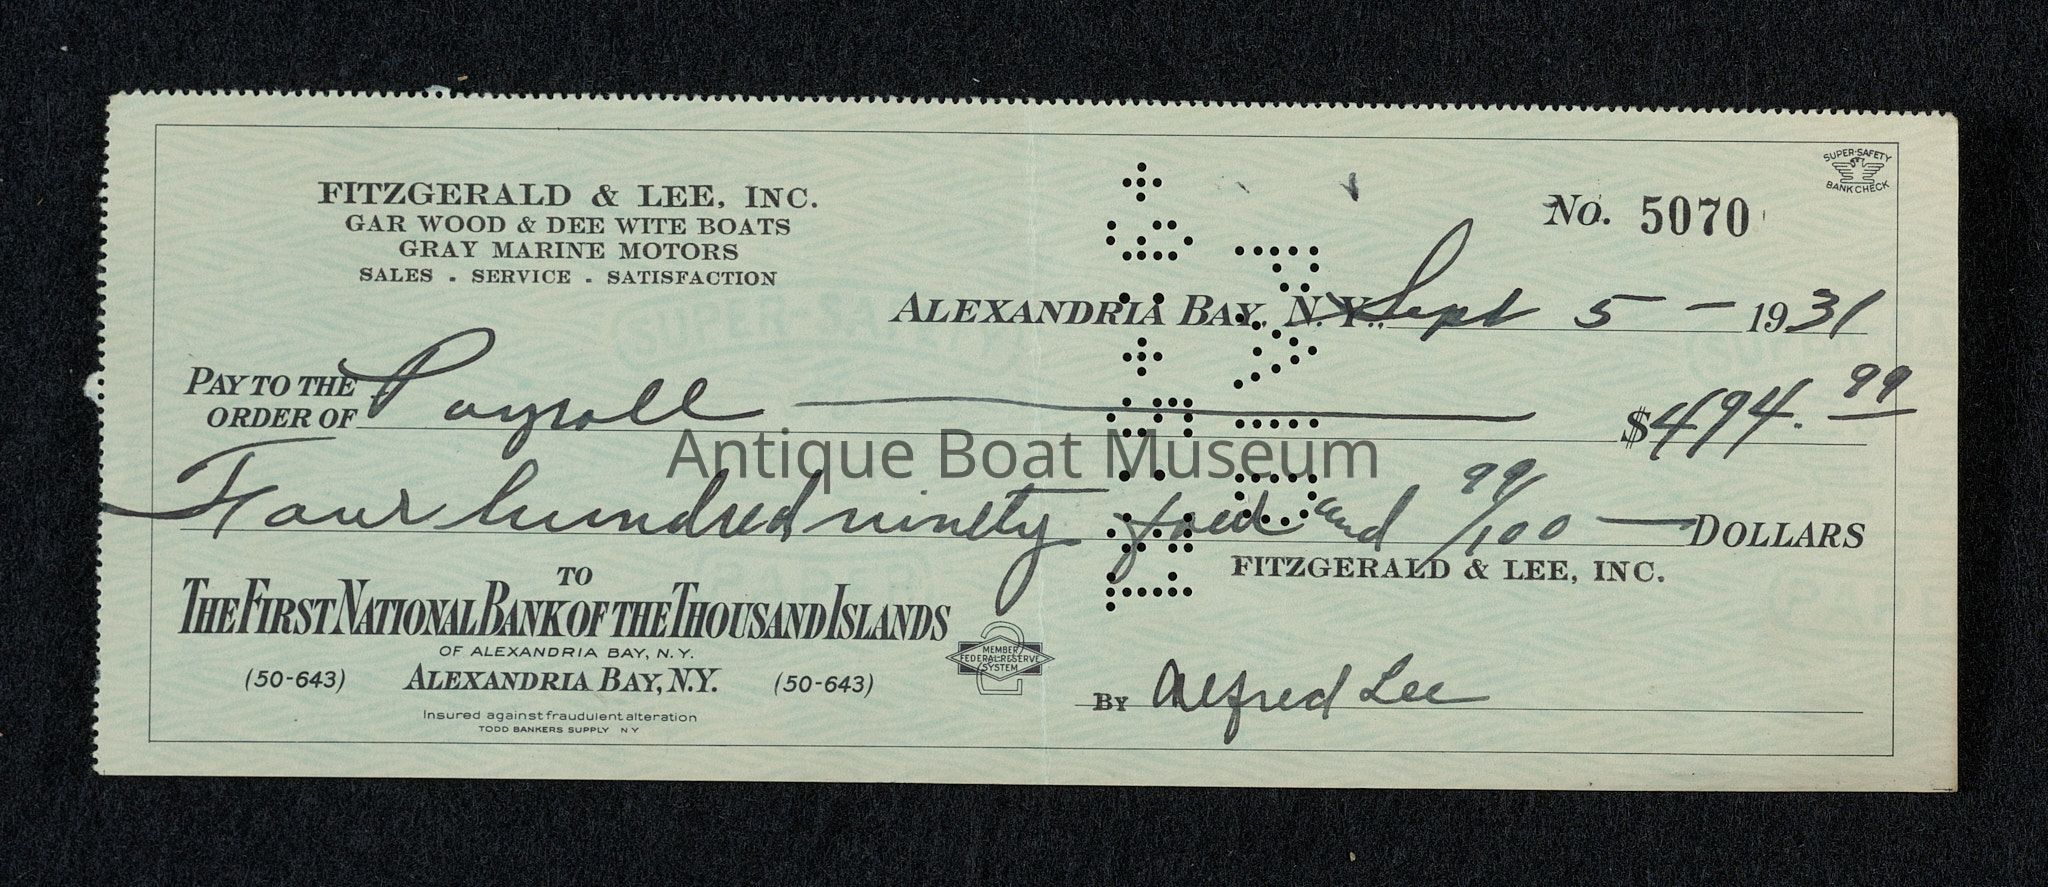 FITZGERALD & LEE, INC.
GAR WOOD & DEE WITE BOATS
GRAY MARINE MOTORS
SALES . SERVICE . SATISFACTION
SUPER-SAFETY
BANK CHECK
No. 5070
ALEXANDRIA BAY, N.Y., Sept 5 - 1931
PAY TO THE ORDER OF Payroll $494.99
Antique Boat Museum
Four hundred ninety four and 99/100 DOLLARS
FITZGERALD & LEE, INC.
TO
THE FIRST NATIONAL BANK OF THE THOUSAND ISLANDS
OF ALEXANDRIA BAY, N.Y.
(50-643) ALEXANDRIA BAY, N.Y. (50-643)
MEMBER
FEDERAL RESERVE
SYSTEM
2
BY Alfred Lee
Insured against fraudulent alteration
TODD BANKERS SUPPLY NY